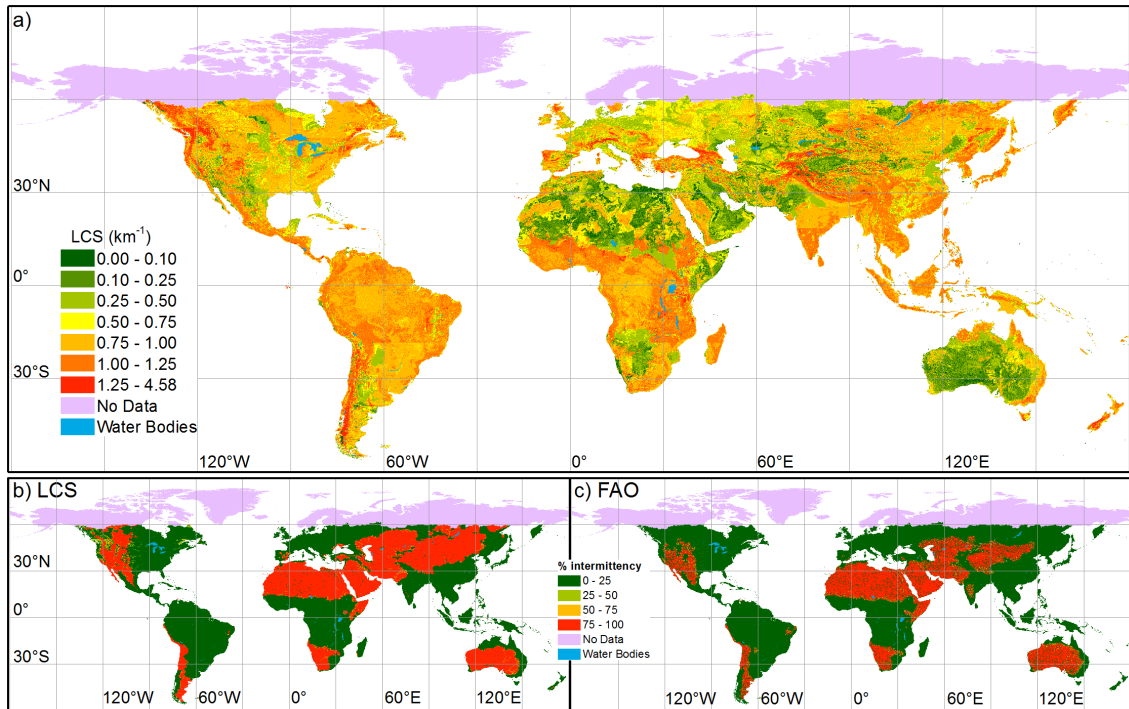 a)
30°N
0°
30°S
LCS (km⁻¹)
0.00 - 0.10
0.10 - 0.25
0.25 - 0.50
0.50 - 0.75
0.75 - 1.00
1.00 - 1.25
1.25 - 4.58
No Data
Water Bodies
120°W 60°W 0° 60°E 120°E
b) LCS
30°N
0°
30°S
120°W 60°W 0° 60°E 120°E
% intermittency
0 - 25
25 - 50
50 - 75
75 - 100
No Data
Water Bodies
c) FAO
120°W 60°W 0° 60°E 120°E